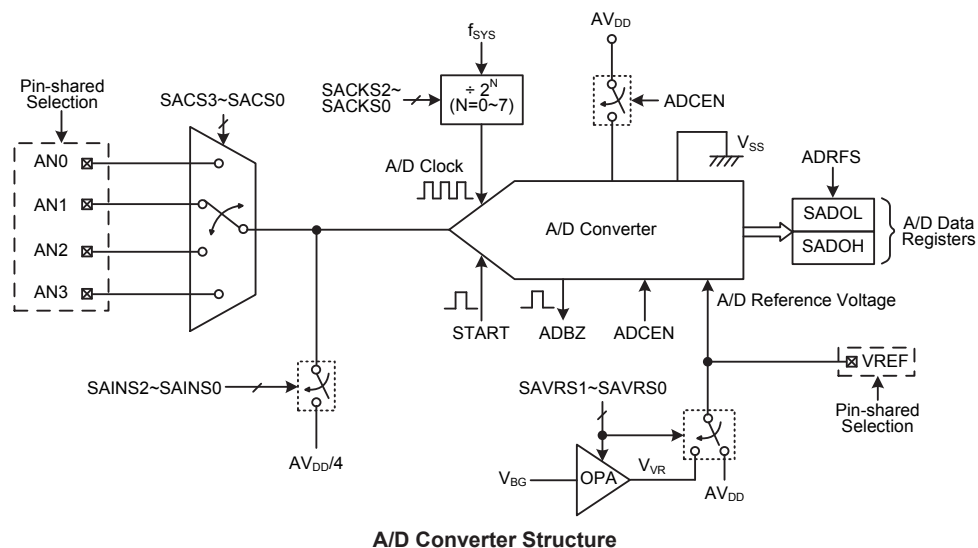 f_SYS
AV_DD
Pin-shared
Selection
SACS3~SACS0
SACKS2~
SACKS0
÷ 2^N
(N=0~7)
ADCEN
A/D Clock
V_SS
ADRFS
AN0
AN1
AN2
AN3
A/D Converter
SADOL
SADOH
A/D Data
Registers
START
ADBZ
ADCEN
A/D Reference Voltage
SAINS2~SAINS0
AV_DD/4
SAVRS1~SAVRS0
VREF
Pin-shared
Selection
V_BG
OPA
V_VR
AV_DD
A/D Converter Structure